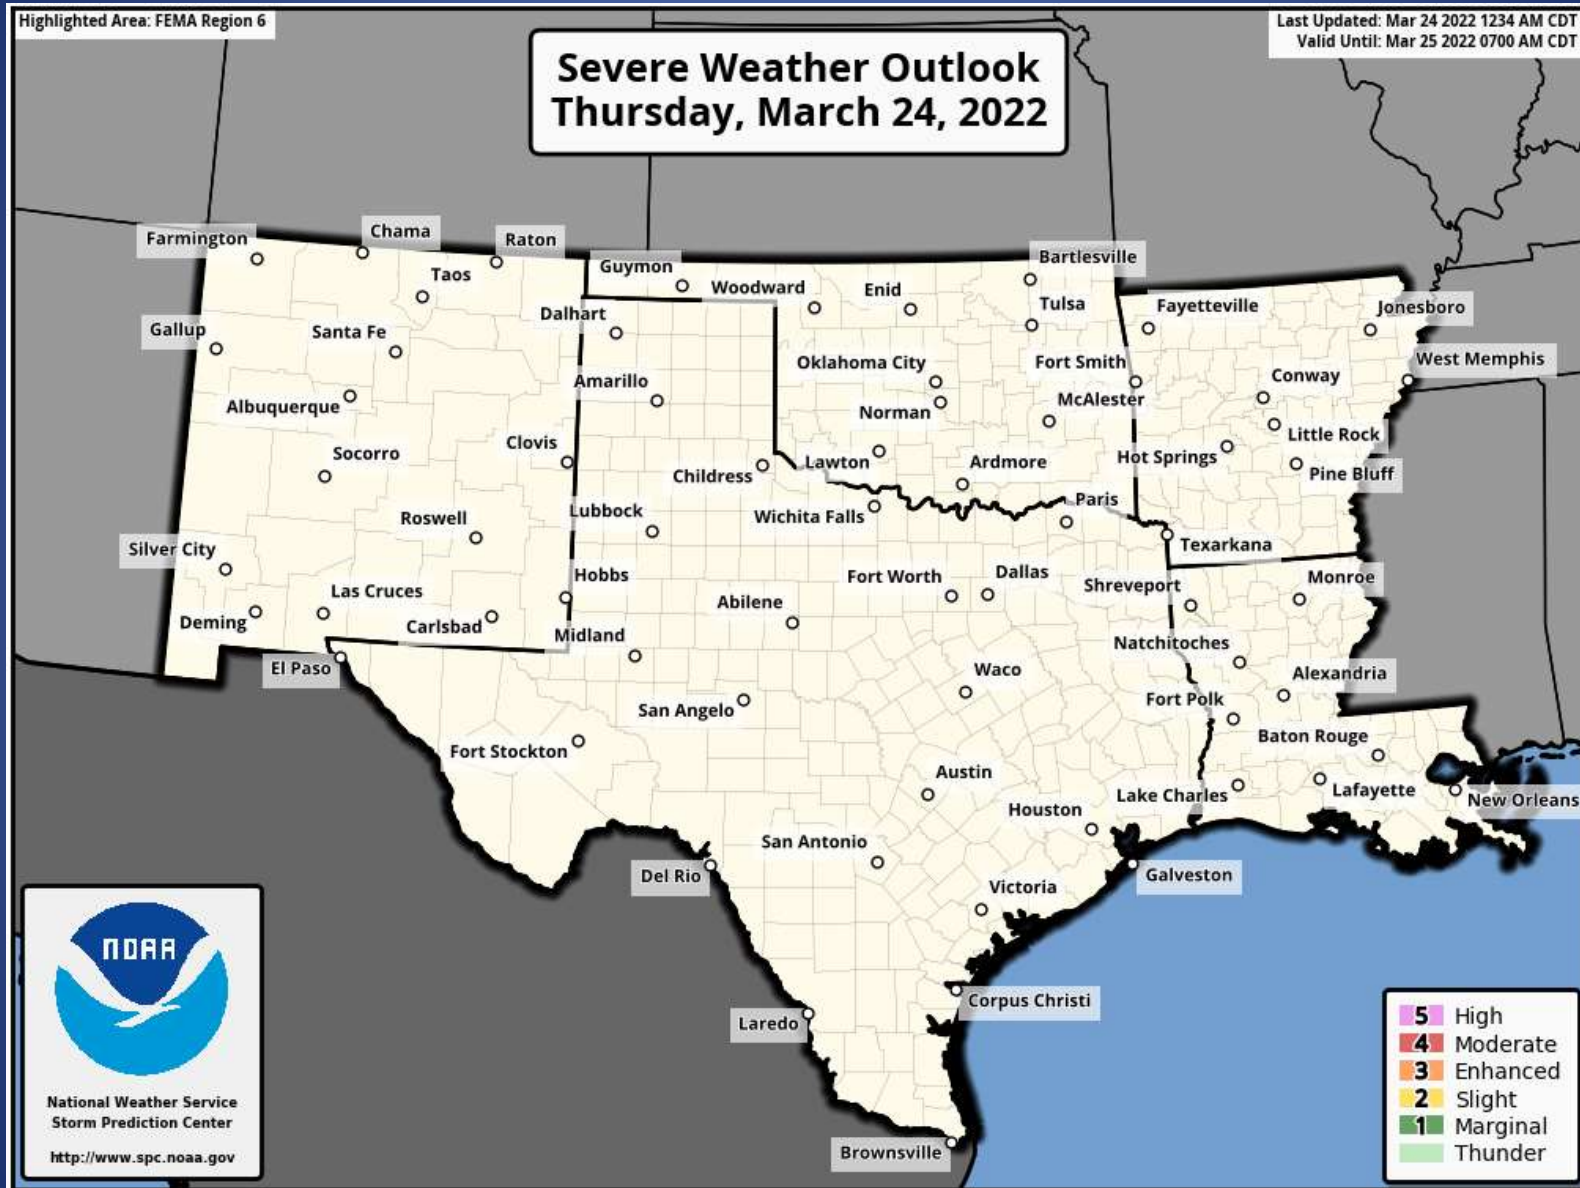 Highlighted Area: FEMA Region 6
Last Updated: Mar 24 2022 1234 AM CDT
Valid Until: Mar 25 2022 0700 AM CDT
Severe Weather Outlook
Thursday, March 24, 2022
Farmington
Chama
Raton
Taos
Guymon
Woodward
Enid
Bartlesville
Tulsa
Fayetteville
Jonesboro
Gallup
Santa Fe
Dalhart
Oklahoma City
Fort Smith
West Memphis
Conway
Albuquerque
Amarillo
Norman
McAlester
Little Rock
Socorro
Clovis
Childress
Lawton
Ardmore
Hot Springs
Pine Bluff
Roswell
Lubbock
Wichita Falls
Paris
Texarkana
Silver City
Hobbs
Fort Worth
Dallas
Shreveport
Monroe
Las Cruces
Deming
Carlsbad
Midland
Abilene
Natchitoches
El Paso
Waco
Alexandria
San Angelo
Fort Polk
Fort Stockton
Baton Rouge
Austin
Houston
Lake Charles
Lafayette
New Orleans
San Antonio
Del Rio
Victoria
Galveston
Corpus Christi
Laredo
Brownsville
NOAA
National Weather Service
Storm Prediction Center
http://www.spc.noaa.gov
5 High
4 Moderate
3 Enhanced
2 Slight
1 Marginal
Thunder